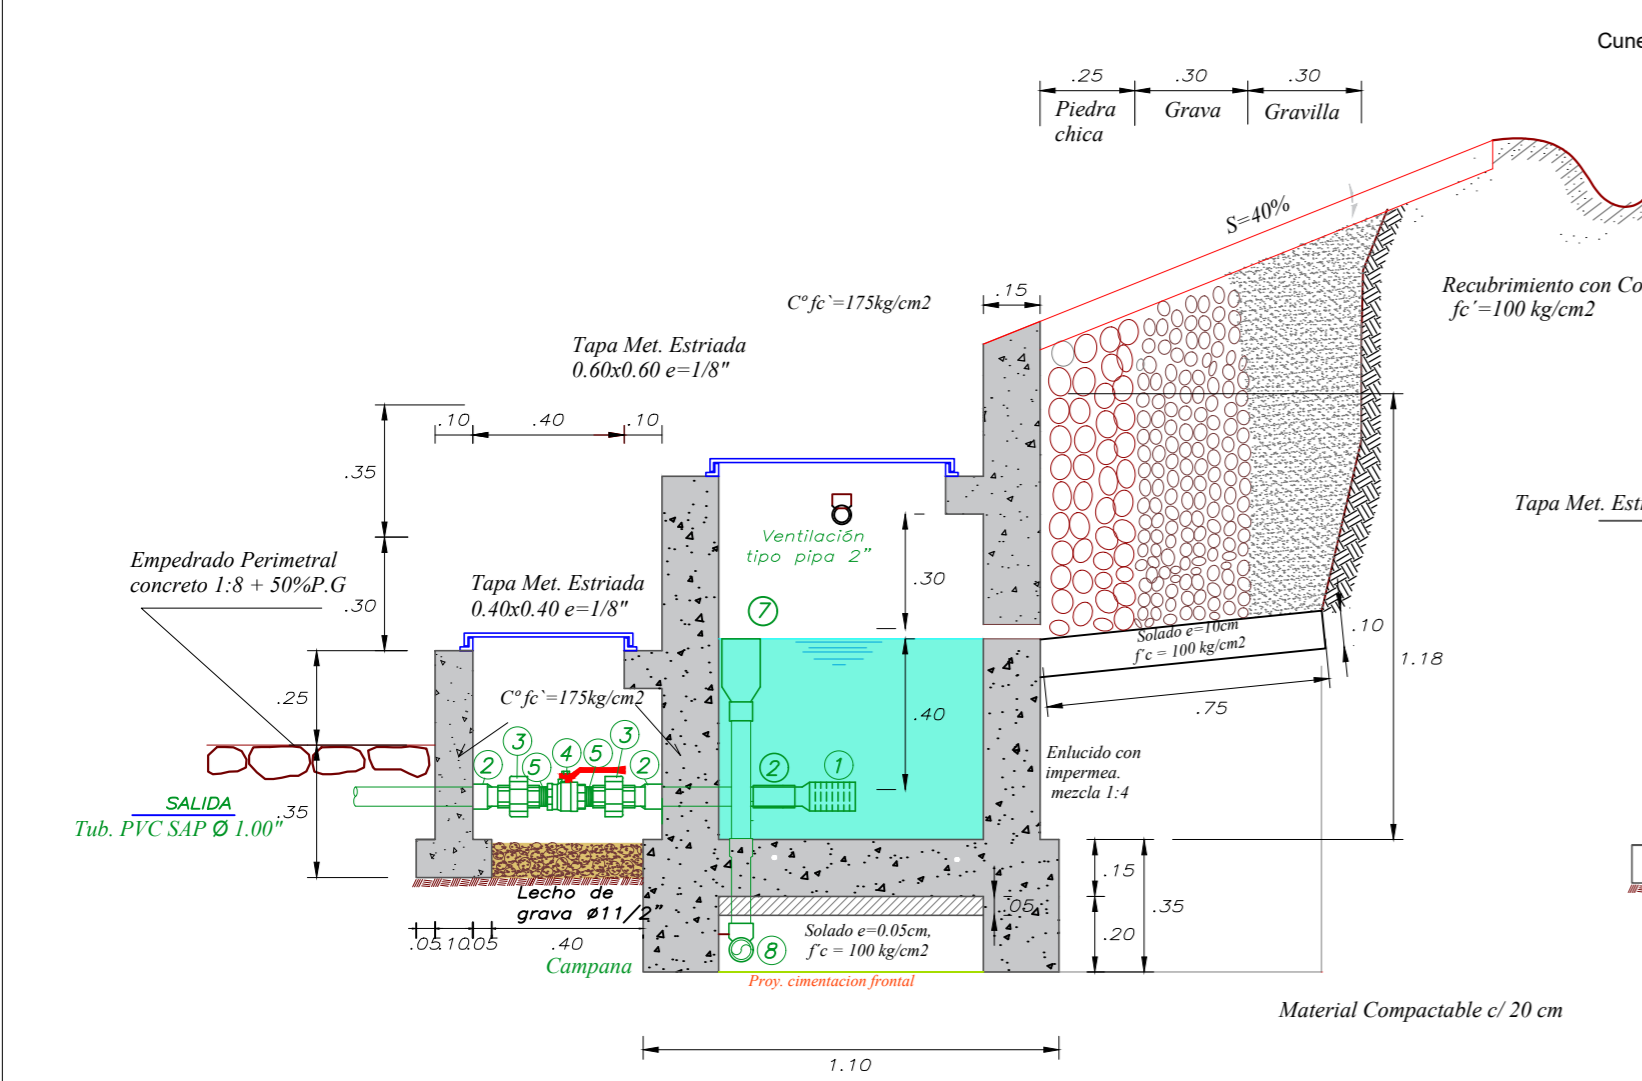 Cune
.25
.30
.30
Piedra
chica
Grava
Gravilla
S=40%
C° fc`=175kg/cm2
.15
Recubrimiento con Co
fc´=100 kg/cm2
Tapa Met. Estriada
0.60x0.60 e=1/8"
.10
.40
.10
.35
Tapa Met. Estr
Ventilación
tipo pipa 2"
Empedrado Perimetral
concreto 1:8 + 50%P.G
.30
Tapa Met. Estriada
0.40x0.40 e=1/8"
.30
7
Solado e=10cm
f'c = 100 kg/cm2
.10
1.18
.25
C° fc`=175kg/cm2
.40
.75
3
3
2
5
4
5
2
2
1
Enlucido con
impermea.
mezcla 1:4
SALIDA
Tub. PVC SAP Ø 1.00"
.35
.15
Lecho de
grava ø11/2"
.05
.35
.05
.10
.05
.40
Campana
8
Solado e=0.05cm,
f'c = 100 kg/cm2
.20
Proy. cimentacion frontal
Material Compactable c/ 20 cm
1.10